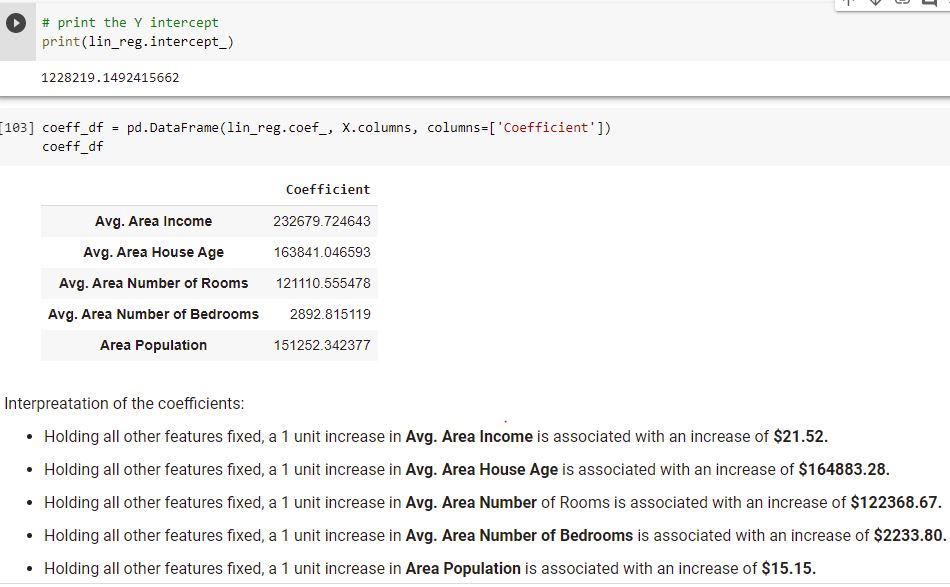 # print the Y intercept
print(lin_reg.intercept_)
1228219.1492415662
[103] coeff_df = pd.DataFrame(lin_reg.coef_, X.columns, columns=['Coefficient'])
coeff_df
Coefficient
Avg. Area Income 232679.724643
Avg. Area House Age 163841.046593
Avg. Area Number of Rooms 121110.555478
Avg. Area Number of Bedrooms 2892.815119
Area Population 151252.342377
Interpreatation of the coefficients:
• Holding all other features fixed, a 1 unit increase in Avg. Area Income is associated with an increase of $21.52.
• Holding all other features fixed, a 1 unit increase in Avg. Area House Age is associated with an increase of $164883.28.
• Holding all other features fixed, a 1 unit increase in Avg. Area Number of Rooms is associated with an increase of $122368.67.
• Holding all other features fixed, a 1 unit increase in Avg. Area Number of Bedrooms is associated with an increase of $2233.80.
• Holding all other features fixed, a 1 unit increase in Area Population is associated with an increase of $15.15.